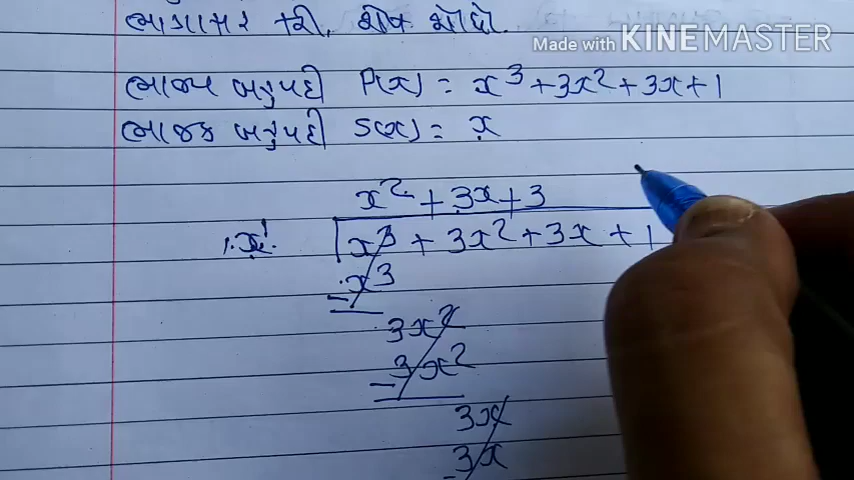 ભાગાકાર કરી, શેષ શોધો.
Made with KINEMASTER
ભાજ્ય બહુપદી P(x) = x³ + 3x² + 3x + 1
ભાજક બહુપદી S(x) = x
x² + 3x + 3
x¹ x³ + 3x² + 3x + 1
x³
−
3x²
3x²
−
3x
3x
−